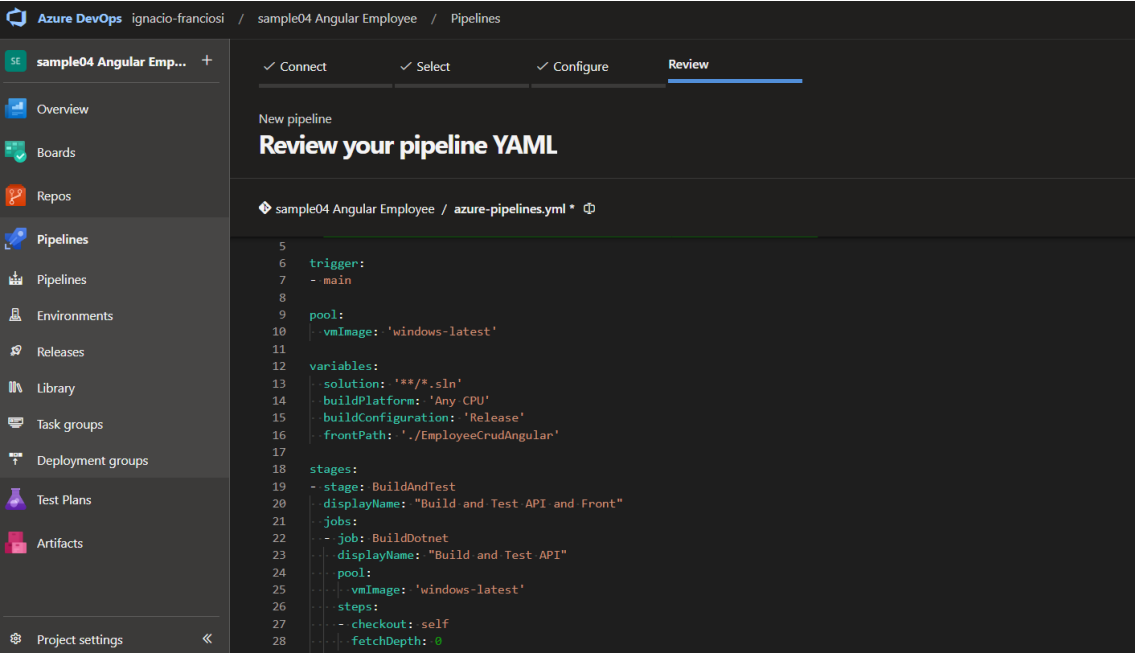 Azure DevOps ignacio-franciosi / sample04 Angular Employee / Pipelines
SE sample04 Angular Emp... +
Overview
Boards
Repos
Pipelines
Pipelines
Environments
Releases
Library
Task groups
Deployment groups
Test Plans
Artifacts
Project settings
Connect Select Configure Review
New pipeline
Review your pipeline YAML
sample04 Angular Employee / azure-pipelines.yml *
5
6 trigger:
7 - main
8
9 pool:
10   vmImage: 'windows-latest'
11
12 variables:
13   solution: '**/*.sln'
14   buildPlatform: 'Any CPU'
15   buildConfiguration: 'Release'
16   frontPath: './EmployeeCrudAngular'
17
18 stages:
19 - stage: BuildAndTest
20   displayName: "Build and Test API and Front"
21   jobs:
22   - job: BuildDotnet
23     displayName: "Build and Test API"
24     pool:
25       vmImage: 'windows-latest'
26     steps:
27     - checkout: self
28       fetchDepth: 0